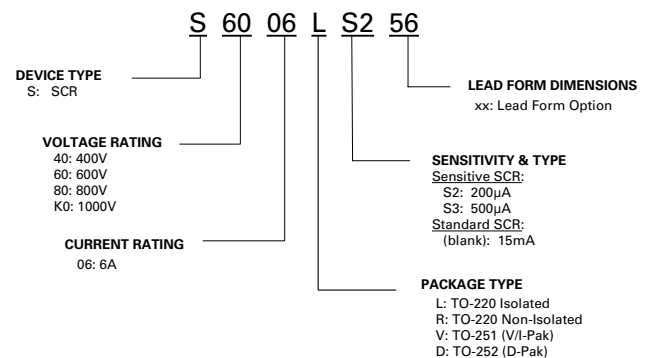 S 60 06 L S2 56
DEVICE TYPE
S: SCR
VOLTAGE RATING
40: 400V
60: 600V
80: 800V
K0: 1000V
CURRENT RATING
06: 6A
LEAD FORM DIMENSIONS
xx: Lead Form Option
SENSITIVITY & TYPE
Sensitive SCR:
S2: 200µA
S3: 500µA
Standard SCR:
(blank): 15mA
PACKAGE TYPE
L: TO-220 Isolated
R: TO-220 Non-Isolated
V: TO-251 (V/I-Pak)
D: TO-252 (D-Pak)